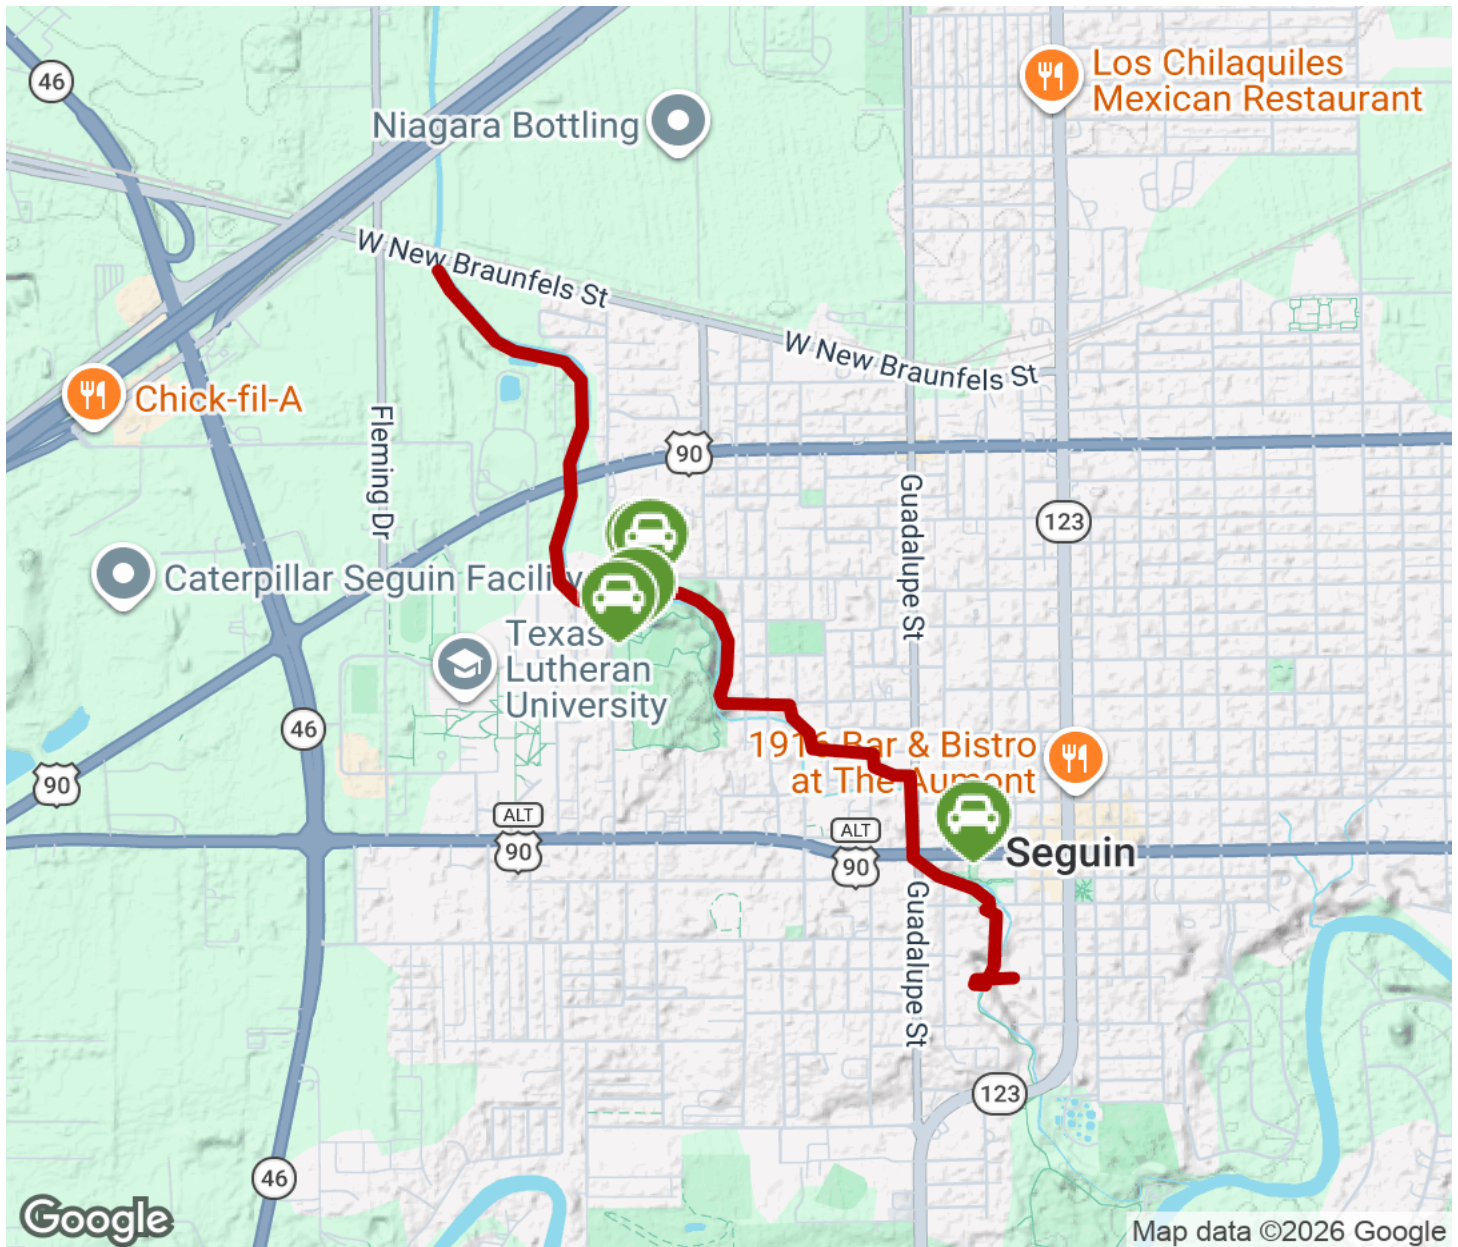 46
Los Chilaquiles
Mexican Restaurant
Niagara Bottling
W New Braunfels St
W New Braunfels St
Chick-fil-A
Fleming Dr
90
Guadalupe St
123
Caterpillar Seguin Facility
Texas
Lutheran
University
46
1916 Bar & Bistro
at The Aumont
90
ALT
90
ALT
90
Seguin
Guadalupe St
123
46
Google
Map data ©2026 Google